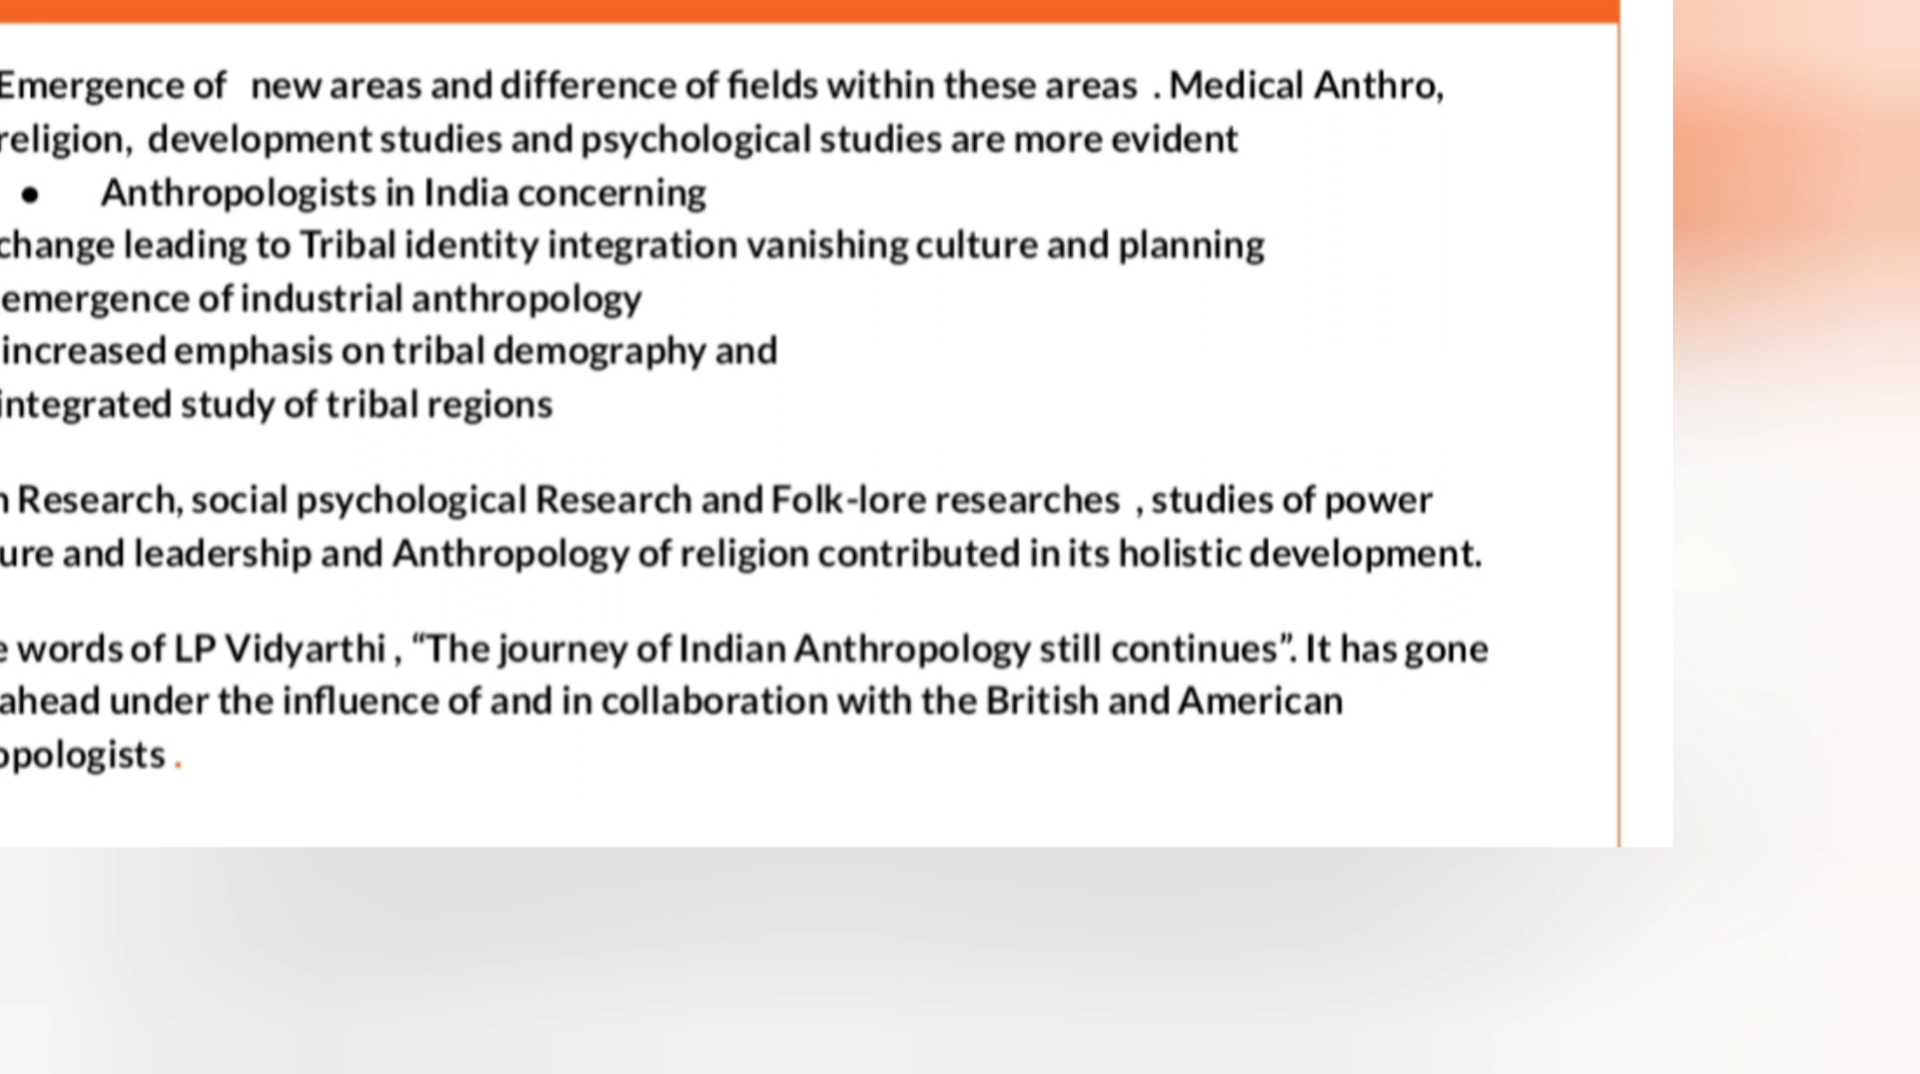 Emergence of new areas and difference of fields within these areas . Medical Anthro,
religion, development studies and psychological studies are more evident
• Anthropologists in India concerning
change leading to Tribal identity integration vanishing culture and planning
emergence of industrial anthropology
increased emphasis on tribal demography and
integrated study of tribal regions
Research, social psychological Research and Folk-lore researches , studies of power
and leadership and Anthropology of religion contributed in its holistic development.
words of LP Vidyarthi , “The journey of Indian Anthropology still continues”. It has gone
ahead under the influence of and in collaboration with the British and American